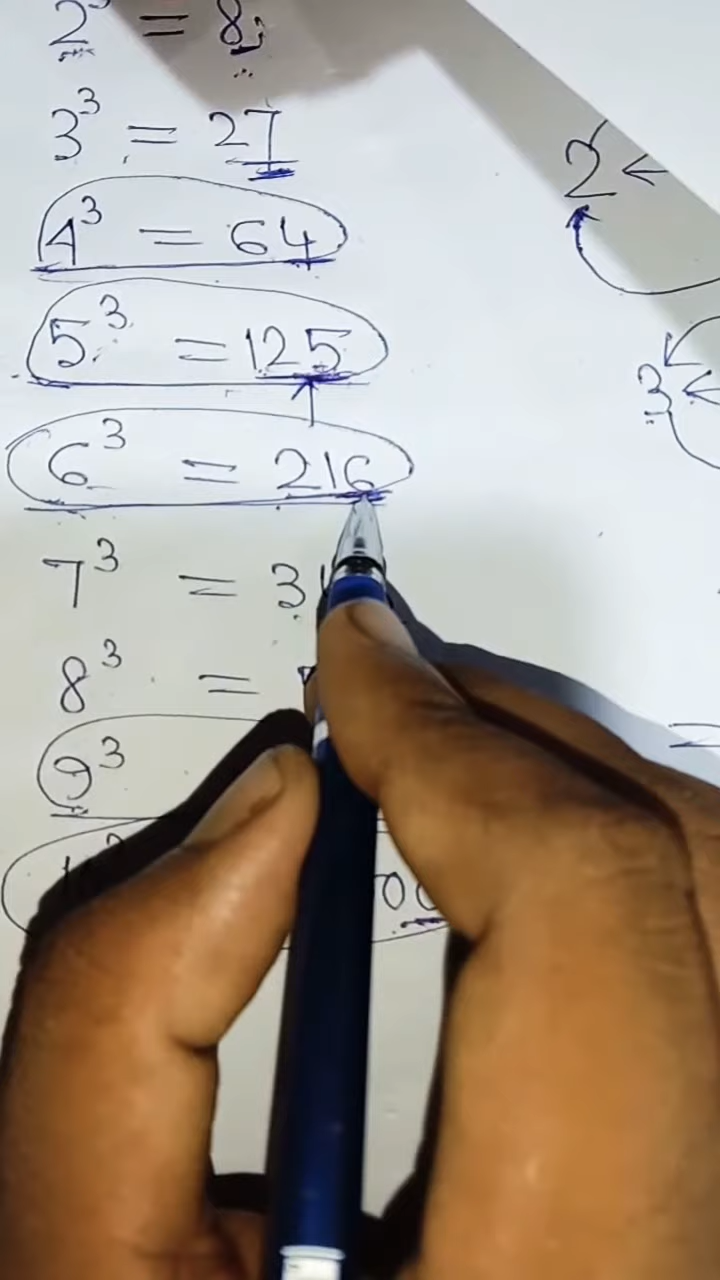 2³ = 8
3³ = 27
4³ = 64
5³ = 125
6³ = 216
7³ = 3
8³ =
9³
2
3
=